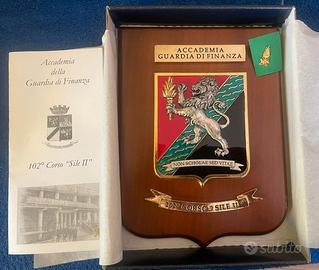 Accademia
della
Guardia di Finanza
102° Corso "Sile II"
ACCADEMIA
GUARDIA DI FINANZA
NON SCHOLAE SED VITAE
102° CORSO SILE II
subito